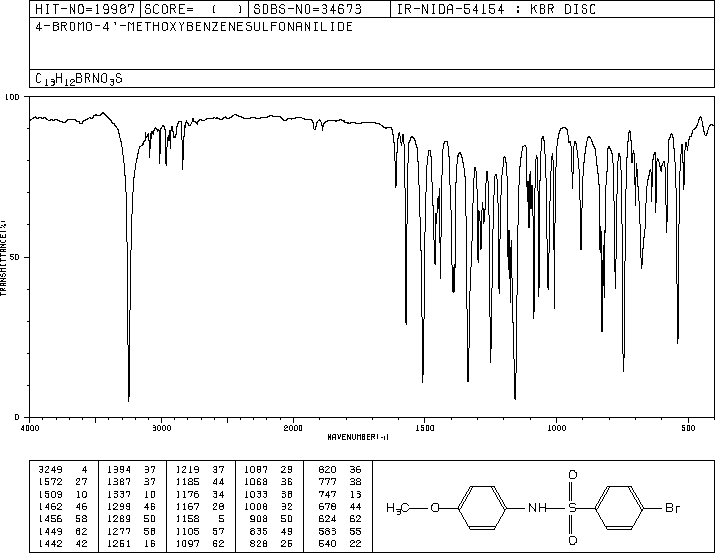 HIT-NO=19987 SCORE= ( ) SDBS-NO=34673 IR-NIDA-54154 : KBR DISC
4-BROMO-4'-METHOXYBENZENESULFONANILIDE
C13H12BRNO3S
100
50
0
TRANSMITTANCE(%)
4000 3000 2000 1500 1000 500
WAVENUMBER(-1)
3249 4 1394 37 1219 37 1087 29 820 36
1572 27 1387 37 1185 44 1068 36 777 38
1509 10 1337 10 1176 34 1033 38 747 13
1462 46 1299 46 1167 28 1008 32 678 44
1456 58 1289 50 1158 5 908 50 624 62
1449 62 1277 58 1105 57 835 49 583 55
1442 42 1251 16 1097 62 828 25 540 22
O
H3C O NH S Br
O